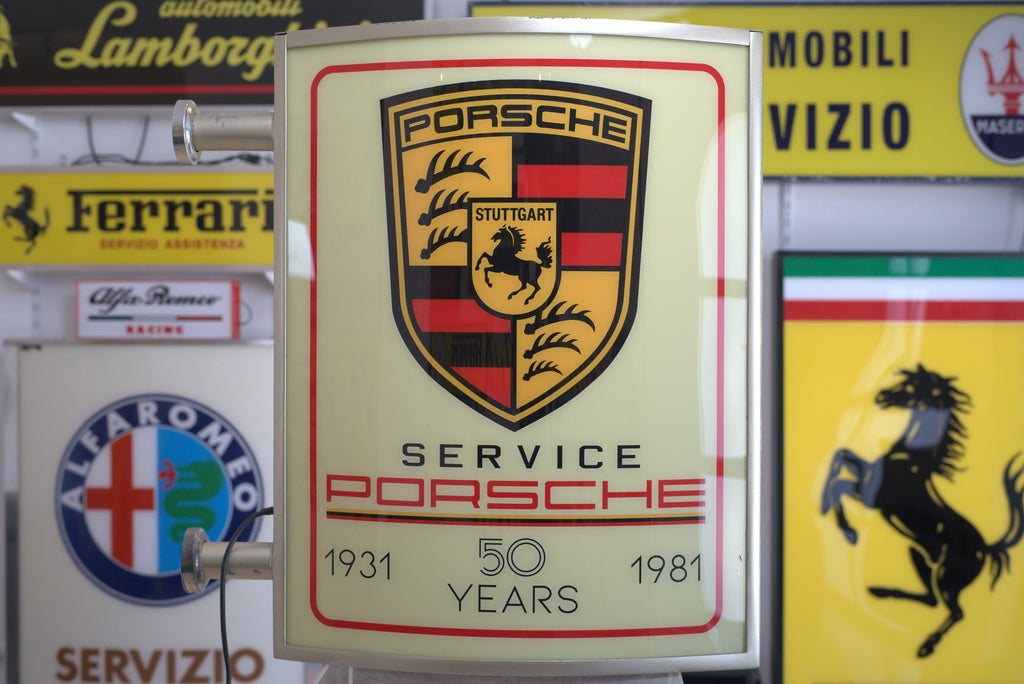 automobili
Lamborghi
MOBILI
VIZIO
MASER
Ferrari
SERVIZIO ASSISTENZA
Alfa Romeo
RACING
ALFA ROMEO
SERVIZIO
PORSCHE
STUTTGART
SERVICE
PORSCHE
1931
50
YEARS
1981